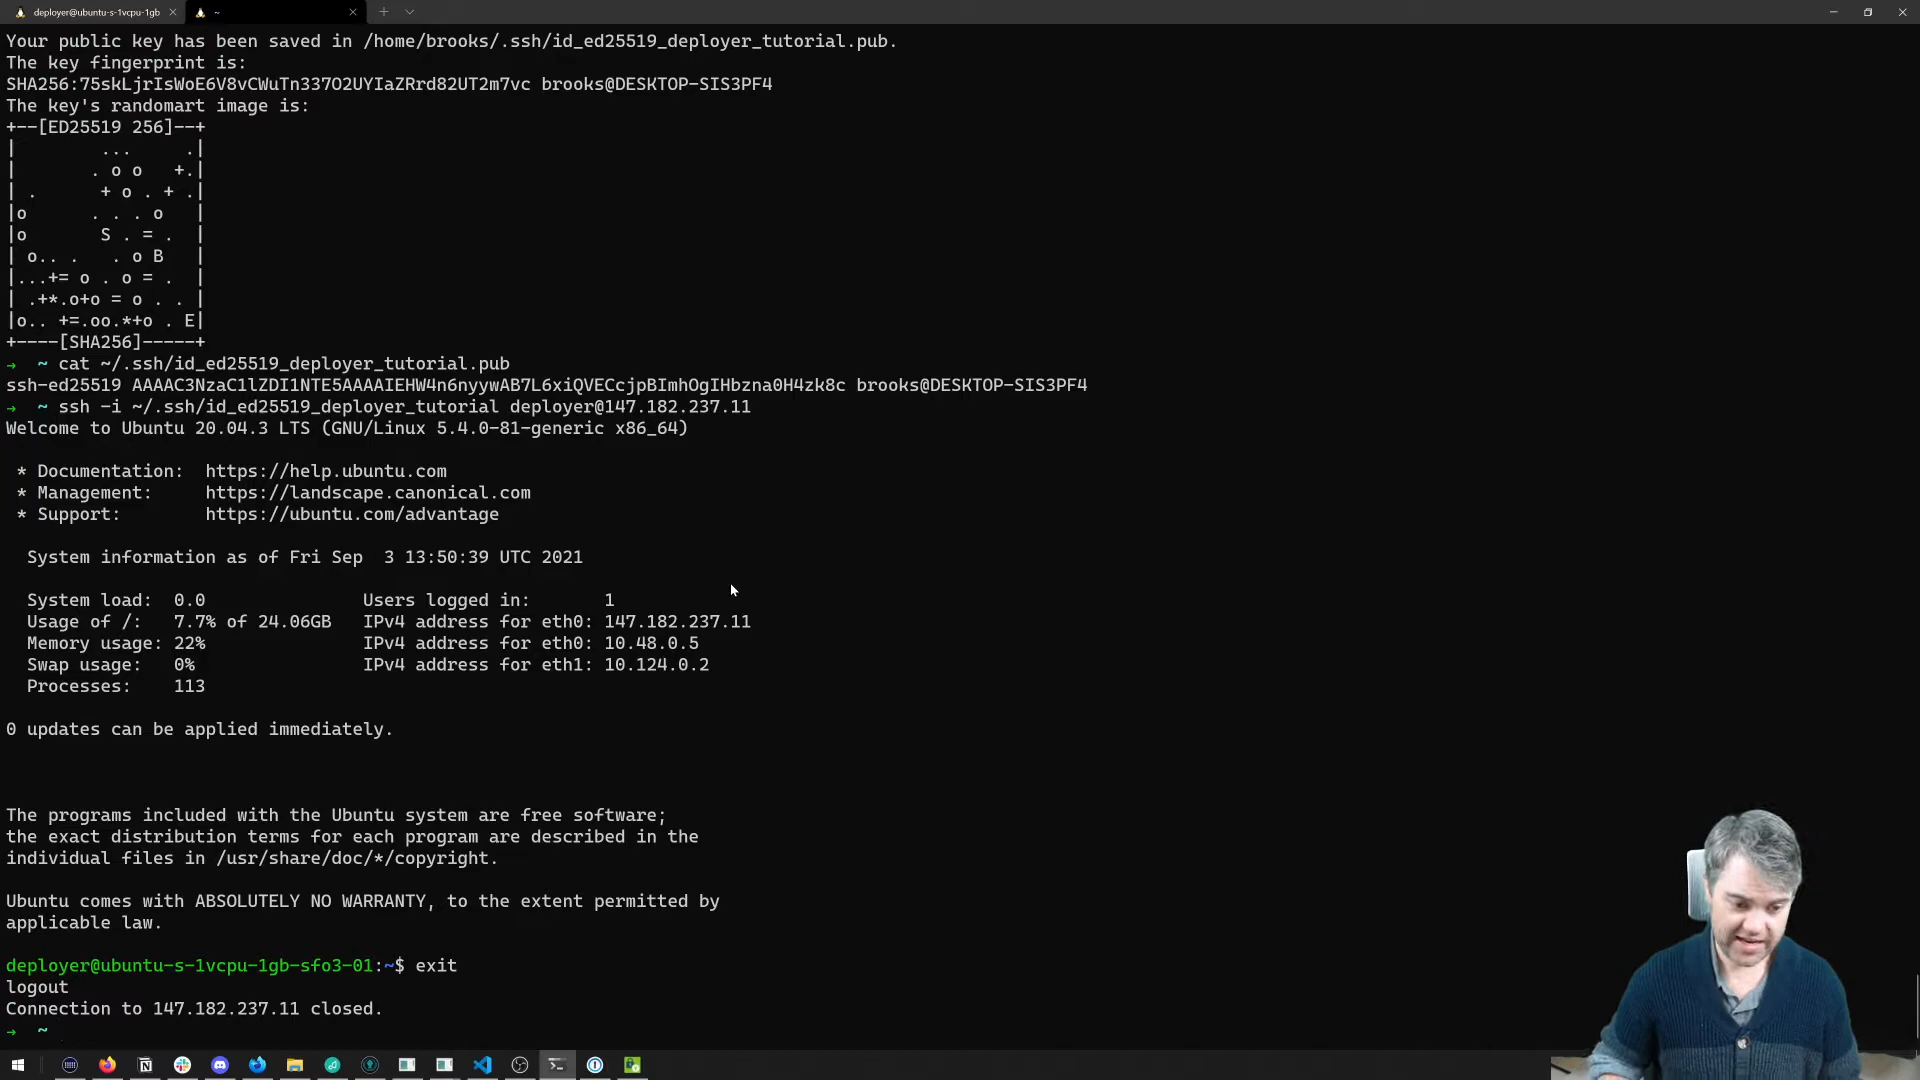 deployer@ubuntu-s-1vcpu-1gb
~
Your public key has been saved in /home/brooks/.ssh/id_ed25519_deployer_tutorial.pub.
The key fingerprint is:
SHA256:75skLjrIsWoE6V8vCWuTn337O2UYIaZRrd82UT2m7vc brooks@DESKTOP-SIS3PF4
The key's randomart image is:
+--[ED25519 256]--+
|        ...     .|
|       . o o   +.|
| .      + o . + .|
|o      . . . o   |
|o       S . = .  |
| o.. .   . o B   |
|...+= o . o = .  |
| .+*.o+o = o . . |
|o.. +=.oo.*+o . E|
+----[SHA256]-----+
→ ~ cat ~/.ssh/id_ed25519_deployer_tutorial.pub
ssh-ed25519 AAAAC3NzaC1lZDI1NTE5AAAAIEHW4n6nyywAB7L6xiQVECcjpBImhOgIHbzna0H4zk8c brooks@DESKTOP-SIS3PF4
→ ~ ssh -i ~/.ssh/id_ed25519_deployer_tutorial deployer@147.182.237.11
Welcome to Ubuntu 20.04.3 LTS (GNU/Linux 5.4.0-81-generic x86_64)
* Documentation: https://help.ubuntu.com
* Management: https://landscape.canonical.com
* Support: https://ubuntu.com/advantage
System information as of Fri Sep 3 13:50:39 UTC 2021
System load: 0.0 Users logged in: 1
Usage of /: 7.7% of 24.06GB IPv4 address for eth0: 147.182.237.11
Memory usage: 22% IPv4 address for eth0: 10.48.0.5
Swap usage: 0% IPv4 address for eth1: 10.124.0.2
Processes: 113
0 updates can be applied immediately.
The programs included with the Ubuntu system are free software;
the exact distribution terms for each program are described in the
individual files in /usr/share/doc/*/copyright.
Ubuntu comes with ABSOLUTELY NO WARRANTY, to the extent permitted by
applicable law.
deployer@ubuntu-s-1vcpu-1gb-sfo3-01:~$ exit
logout
Connection to 147.182.237.11 closed.
→ ~